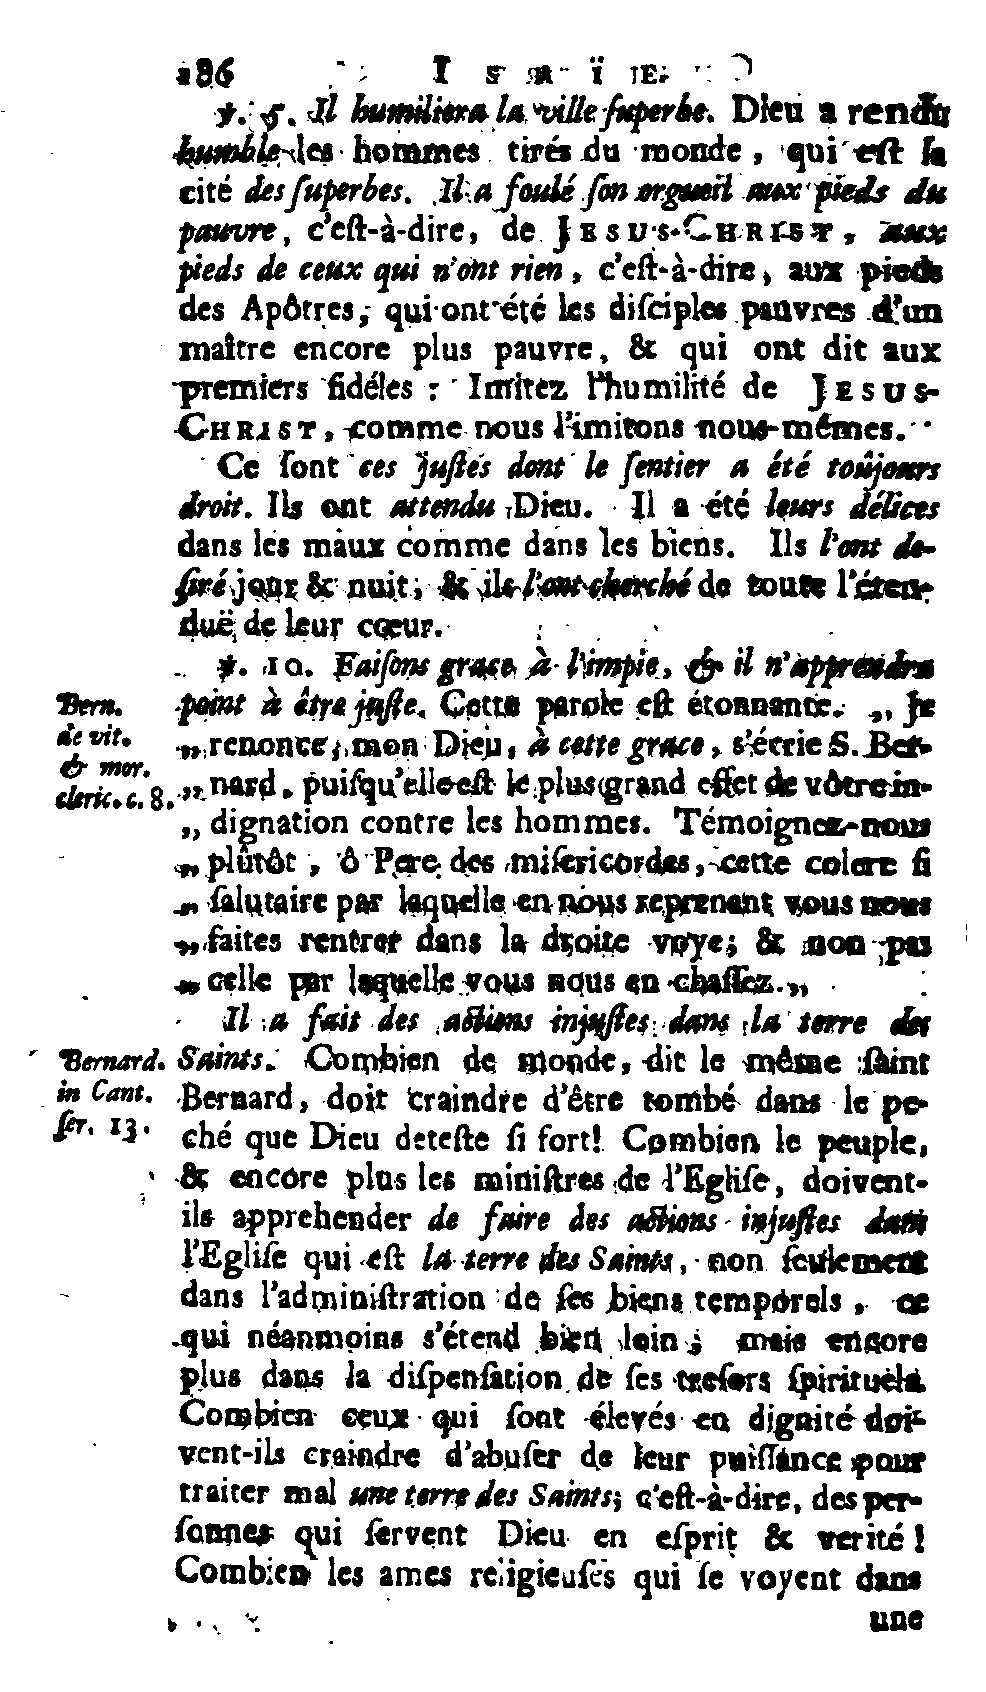 186 ISAÏE.
℣. 5. Il humiliera la ville ſuperbe. Dieu a rendu
humble les hommes tirés du monde, qui eſt la
cité des ſuperbes. Il a foulé ſon orgueil aux pieds du
pauvre, c'eſt-à-dire, de JESUS-CHRIST, aux
pieds de ceux qui n'ont rien, c'eſt-à-dire, aux pieds
des Apôtres, qui ont été les diſciples pauvres d'un
maître encore plus pauvre, & qui ont dit aux
premiers fidéles : Imitez l'humilité de JESUS-
CHRIST, comme nous l'imitons nous-mêmes.
Ce ſont ces juſtes dont le ſentier a été toûjours
droit. Ils ont attendu Dieu. Il a été leurs délices
dans les maux comme dans les biens. Ils l'ont de-
ſiré jour & nuit, & ils l'ont cherché de toute l'éten-
duë de leur cœur.
℣. 10. Faiſons grace à l'impie, & il n'apprendra
point à être juſte. Cette parole eſt étonnante. „ Je
Bern.
de vit.
& mor.
cleric. c. 8.
„ renonce, mon Dieu, à cette grace, s'écrie S. Ber-
„ nard, puiſqu'elle eſt le plus grand effet de vôtre in-
„ dignation contre les hommes. Témoignez-nous
„ plûtôt, ô Pere des miſericordes, cette colere ſi
„ ſalutaire par laquelle en nous reprenant vous nous
„ faites rentrer dans la droite voye; & non pas
„ celle par laquelle vous nous en chaſſez. „
Il a fait des actions injuſtes dans la terre des
Bernard.
in Cant.
ſer. 13.
Saints. Combien de monde, dit le même ſaint
Bernard, doit craindre d'être tombé dans le pe-
ché que Dieu deteſte ſi fort! Combien le peuple,
& encore plus les miniſtres de l'Egliſe, doivent-
ils apprehender de faire des actions injuſtes dans
l'Egliſe qui eſt la terre des Saints, non ſeulement
dans l'adminiſtration de ſes biens temporels, ce
qui néanmoins s'étend bien loin; mais encore
plus dans la diſpenſation de ſes treſors ſpirituels.
Combien ceux qui ſont élevés en dignité doi-
vent-ils craindre d'abuſer de leur puiſſance pour
traiter mal une terre des Saints; c'eſt-à-dire, des per-
ſonnes qui ſervent Dieu en eſprit & verité !
Combien les ames religieuſes qui ſe voyent dans
une